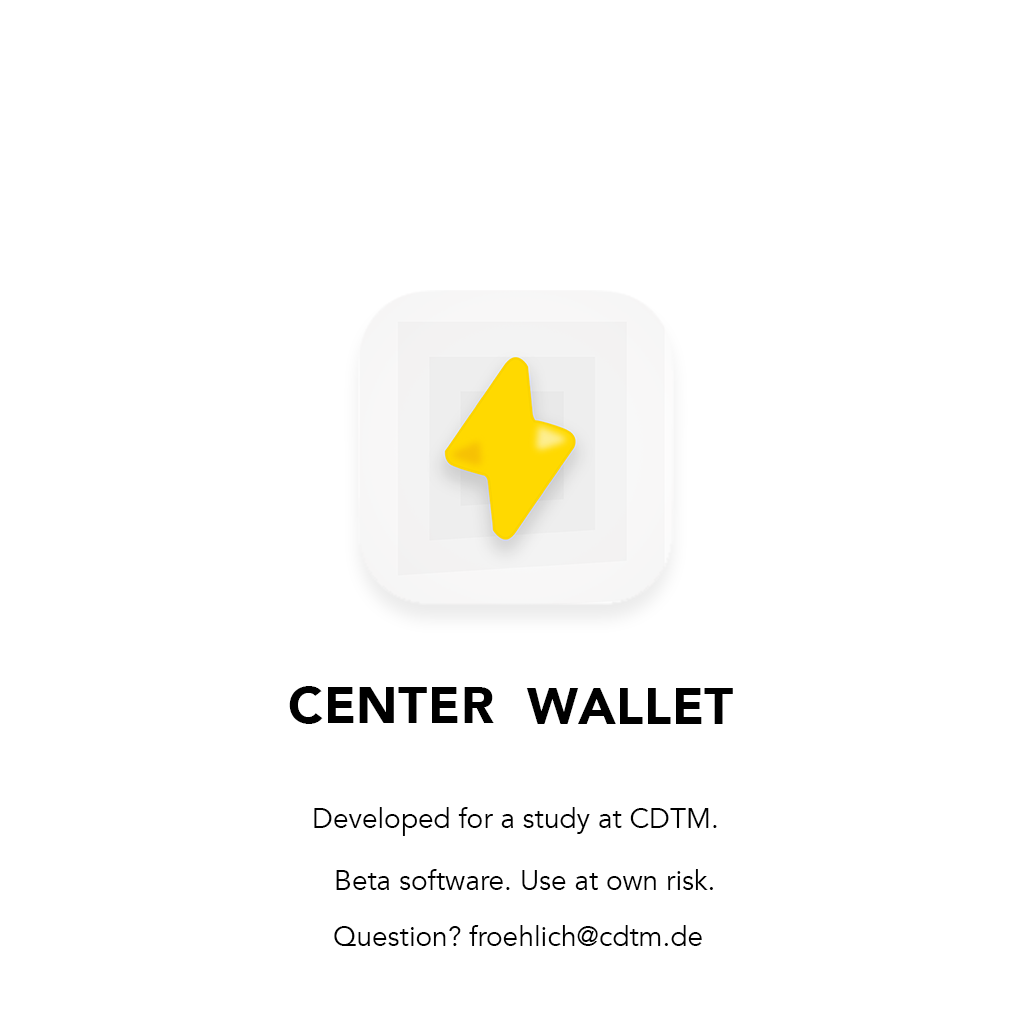 CENTER WALLET
Developed for a study at CDTM.
Beta software. Use at own risk.
Question? froehlich@cdtm.de